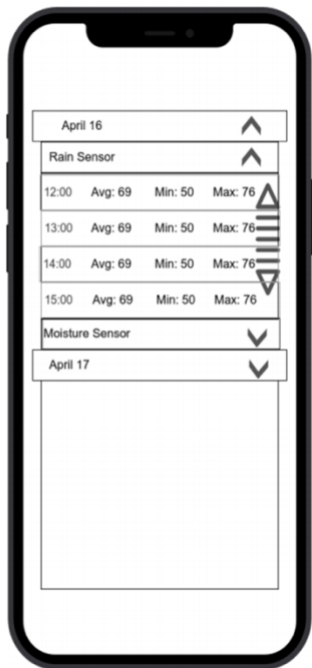 April 16
Rain Sensor
12:00 Avg: 69 Min: 50 Max: 76
13:00 Avg: 69 Min: 50 Max: 76
14:00 Avg: 69 Min: 50 Max: 76
15:00 Avg: 69 Min: 50 Max: 76
Moisture Sensor
April 17